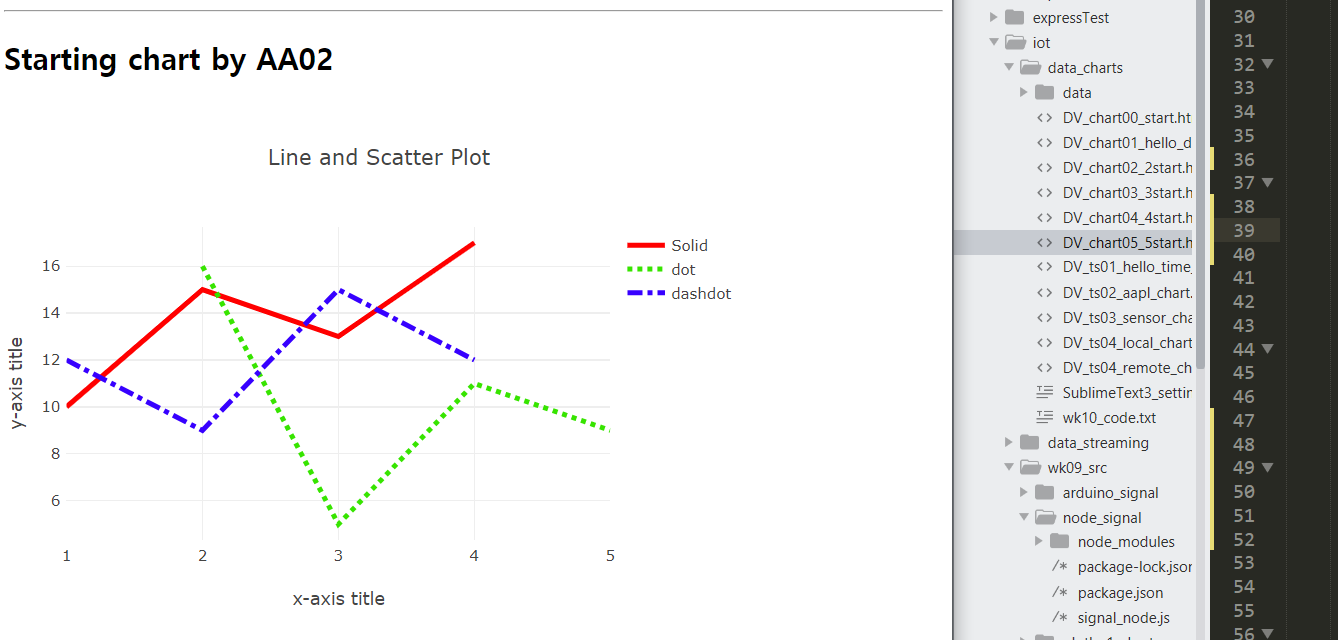 Starting chart by AA02
Line and Scatter Plot
Solid
dot
dashdot
16
14
12
10
8
6
y-axis title
1 2 3 4 5
x-axis title
expressTest
iot
data_charts
data
DV_chart00_start.ht
DV_chart01_hello_d
DV_chart02_2start.h
DV_chart03_3start.h
DV_chart04_4start.h
DV_chart05_5start.h
DV_ts01_hello_time_
DV_ts02_aapl_chart.
DV_ts03_sensor_cha
DV_ts04_local_chart
DV_ts04_remote_ch
SublimeText3_settin
wk10_code.txt
data_streaming
wk09_src
arduino_signal
node_signal
node_modules
package-lock.json
package.json
signal_node.js
30
31
32
33
34
35
36
37
38
39
40
41
42
43
44
45
46
47
48
49
50
51
52
53
54
55
56